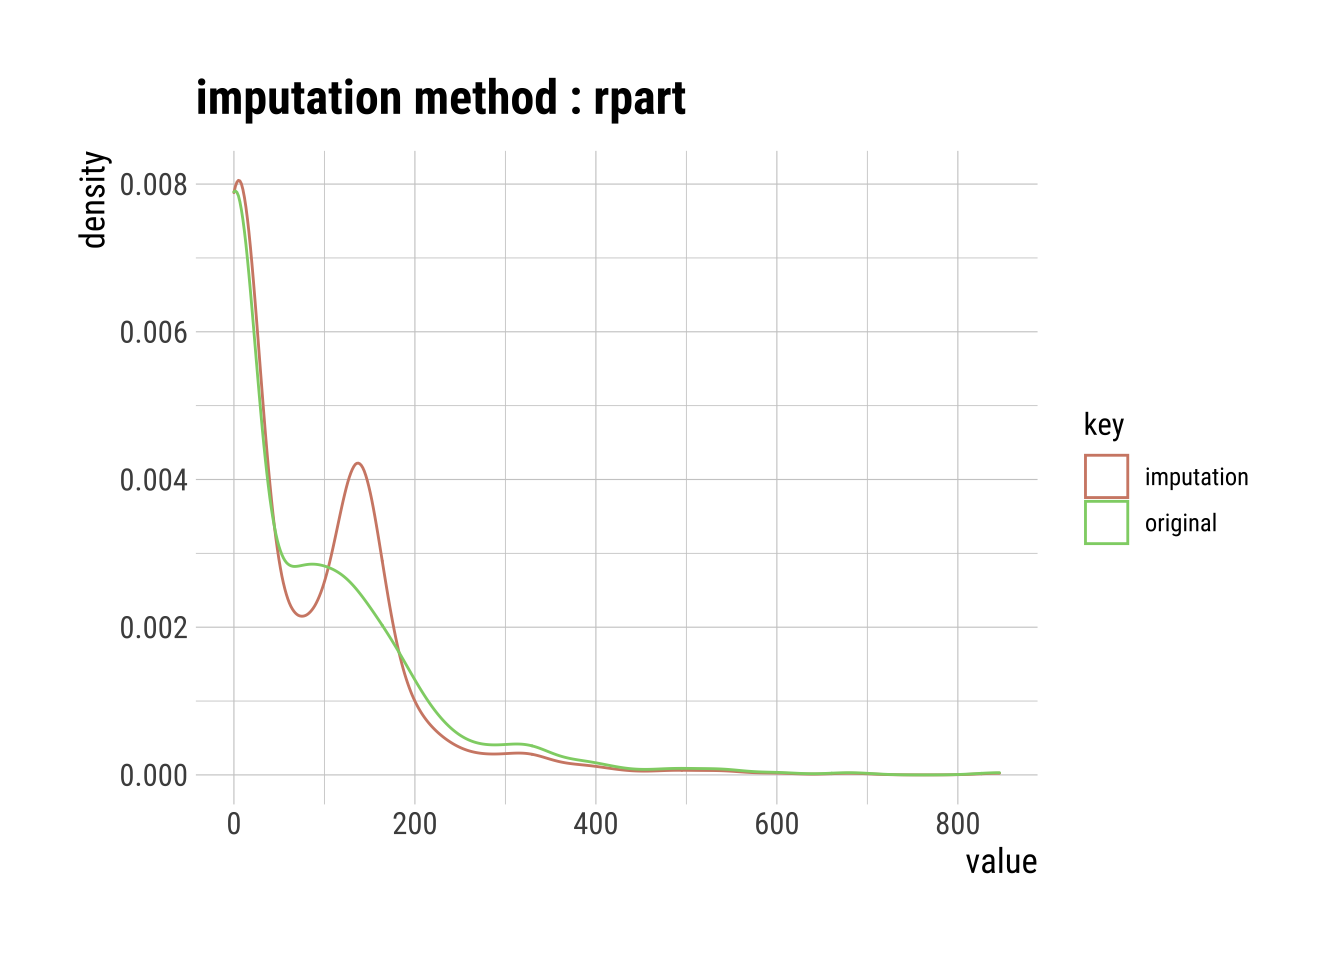 imputation method : rpart
density
0.008
0.006
0.004
0.002
0.000
0 200 400 600 800
value
key
imputation
original